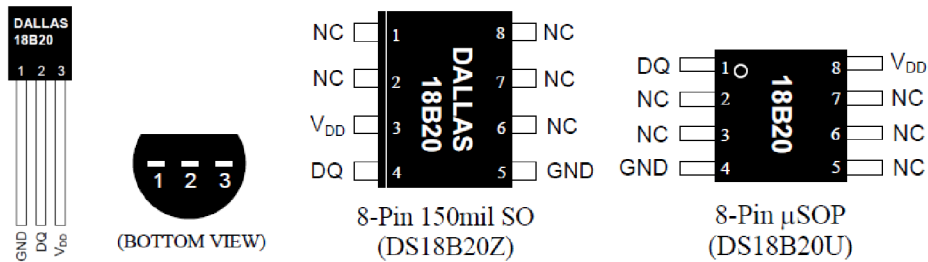 DALLAS
18B20
1 2 3
GND DQ VDD
1 2 3
(BOTTOM VIEW)
NC 1 8 NC
NC 2 7 NC
VDD 3 6 NC
DQ 4 5 GND
DALLAS
18B20
8-Pin 150mil SO
(DS18B20Z)
DQ 1 8 VDD
NC 2 7 NC
NC 3 6 NC
GND 4 5 NC
18B20
8-Pin μSOP
(DS18B20U)